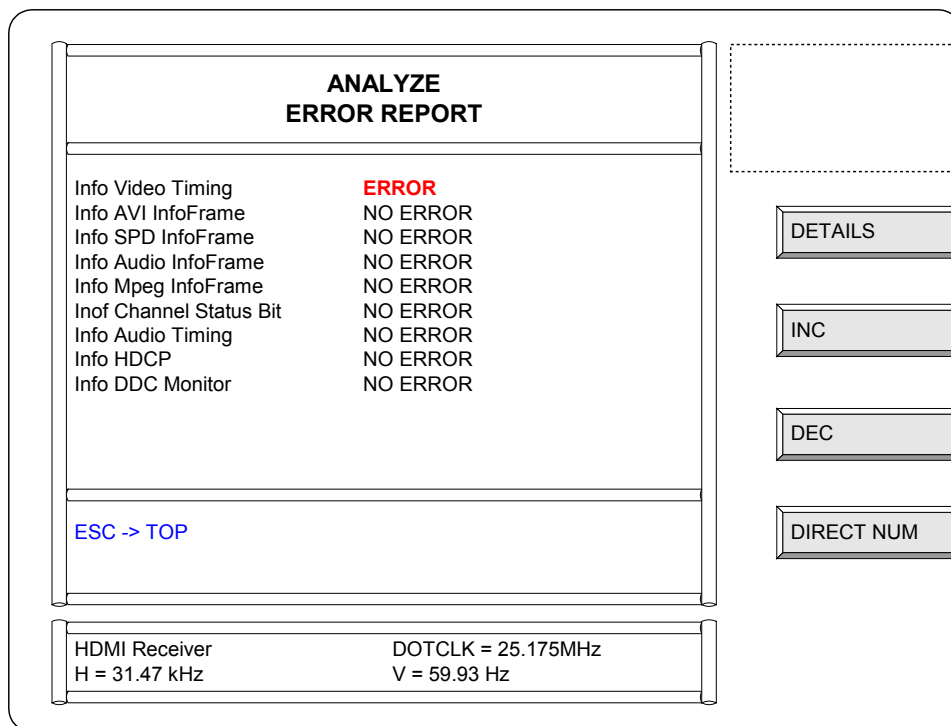 ANALYZE
ERROR REPORT
Info Video Timing ERROR
Info AVI InfoFrame NO ERROR
Info SPD InfoFrame NO ERROR
Info Audio InfoFrame NO ERROR
Info Mpeg InfoFrame NO ERROR
Inof Channel Status Bit NO ERROR
Info Audio Timing NO ERROR
Info HDCP NO ERROR
Info DDC Monitor NO ERROR
ESC -> TOP
HDMI Receiver DOTCLK = 25.175MHz
H = 31.47 kHz V = 59.93 Hz
DETAILS
INC
DEC
DIRECT NUM